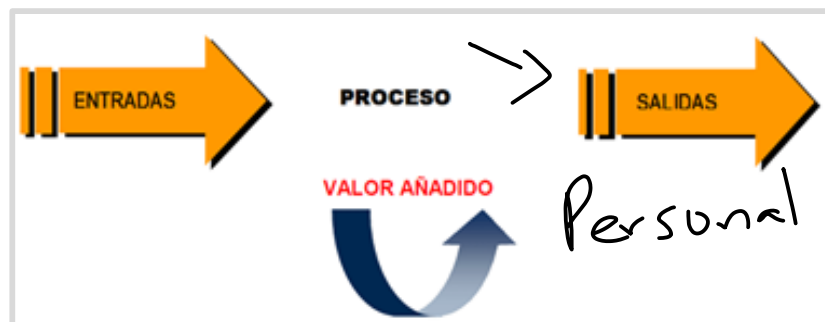 ENTRADAS
PROCESO
SALIDAS
VALOR AÑADIDO
Personal